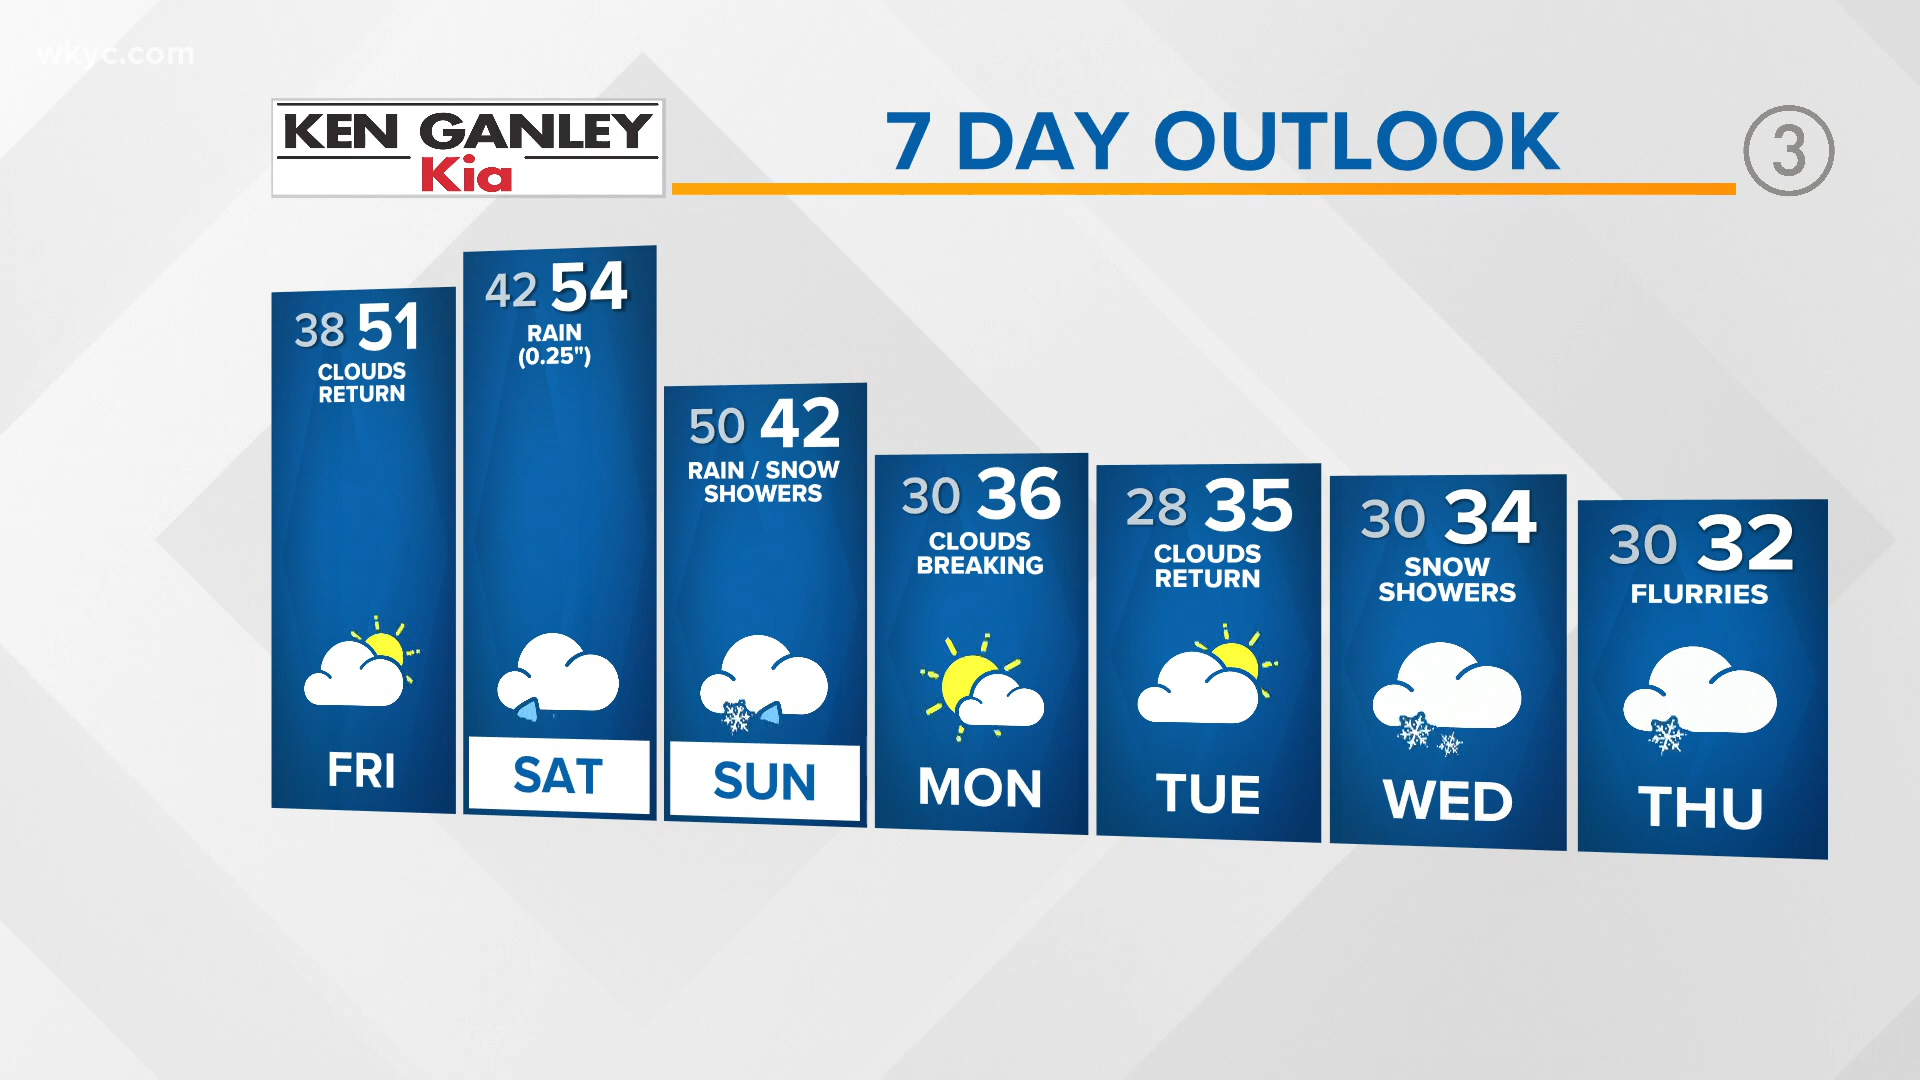 wkyc.com
KEN GANLEY
Kia
7 DAY OUTLOOK
3
38 51
CLOUDS
RETURN
FRI
42 54
RAIN
(0.25")
SAT
50 42
RAIN / SNOW
SHOWERS
SUN
30 36
CLOUDS
BREAKING
MON
28 35
CLOUDS
RETURN
TUE
30 34
SNOW
SHOWERS
WED
30 32
FLURRIES
THU